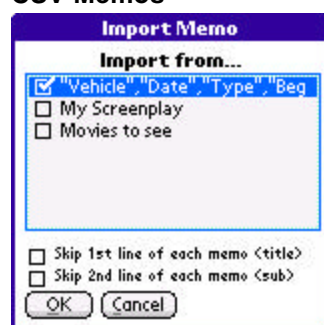 CSV Memos
Import Memo
Import from...
"Vehicle","Date","Type","Beg
My Screenplay
Movies to see
Skip 1st line of each memo <title>
Skip 2nd line of each memo <sub>
OK
Cancel